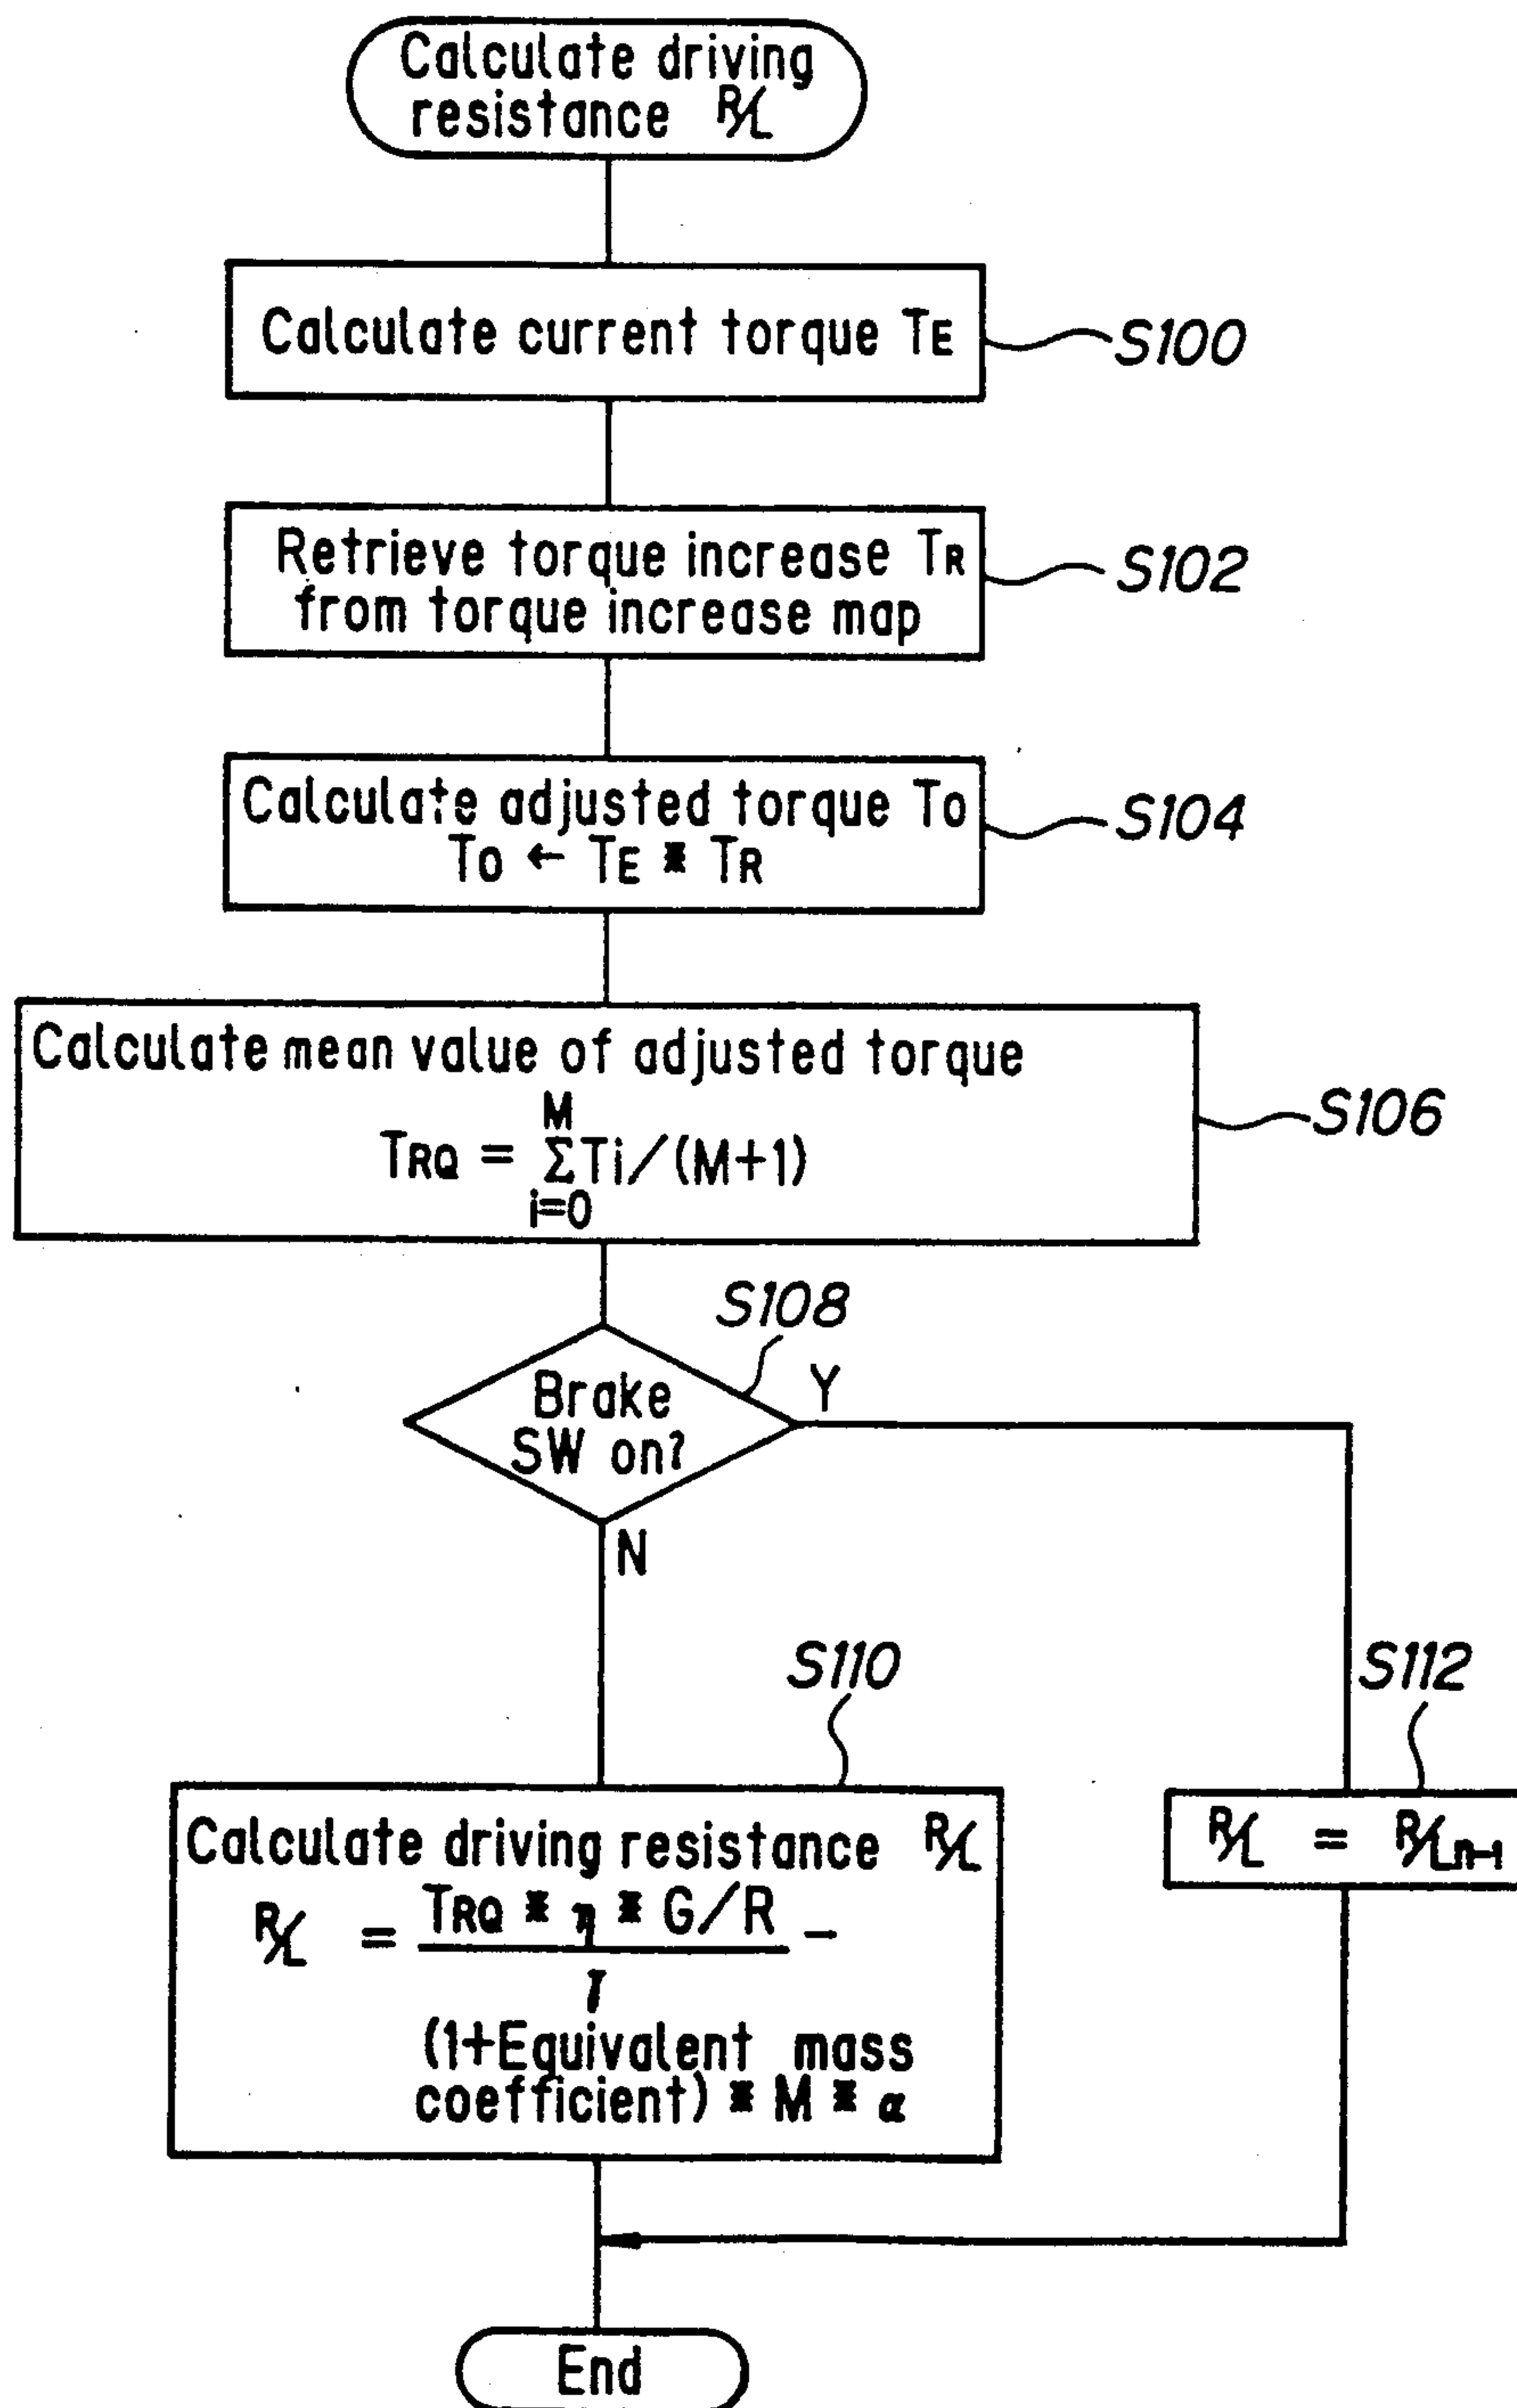 Calculate driving
resistance R/L
Calculate current torque TE
S100
Retrieve torque increase TR
from torque increase map
S102
Calculate adjusted torque To
To ← TE * TR
S104
Calculate mean value of adjusted torque
M
TRQ = ΣTi/(M+1)
i=0
S106
S108
Brake
SW on?
Y
N
S110
S112
Calculate driving resistance R/L
R/L = TRQ * η * G/R −
γ
(1+Equivalent mass
coefficient) * M * α
R/L = R/Ln-1
End